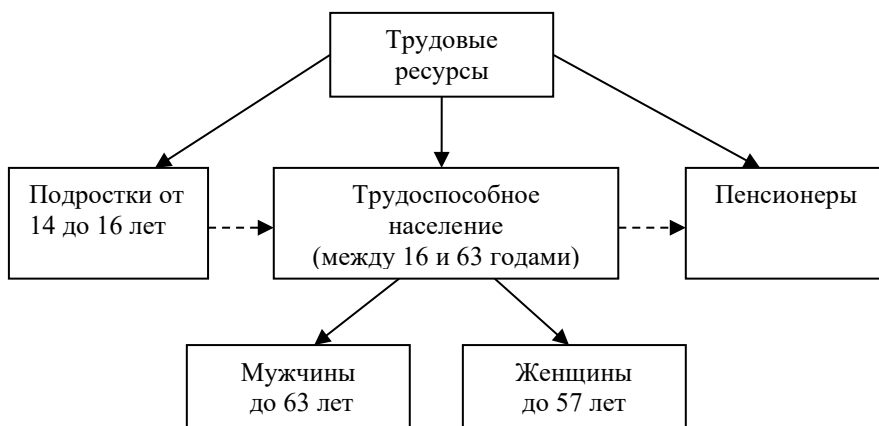 Трудовые
ресурсы
Подростки от
14 до 16 лет
Трудоспособное
население
(между 16 и 63 годами)
Пенсионеры
Мужчины
до 63 лет
Женщины
до 57 лет